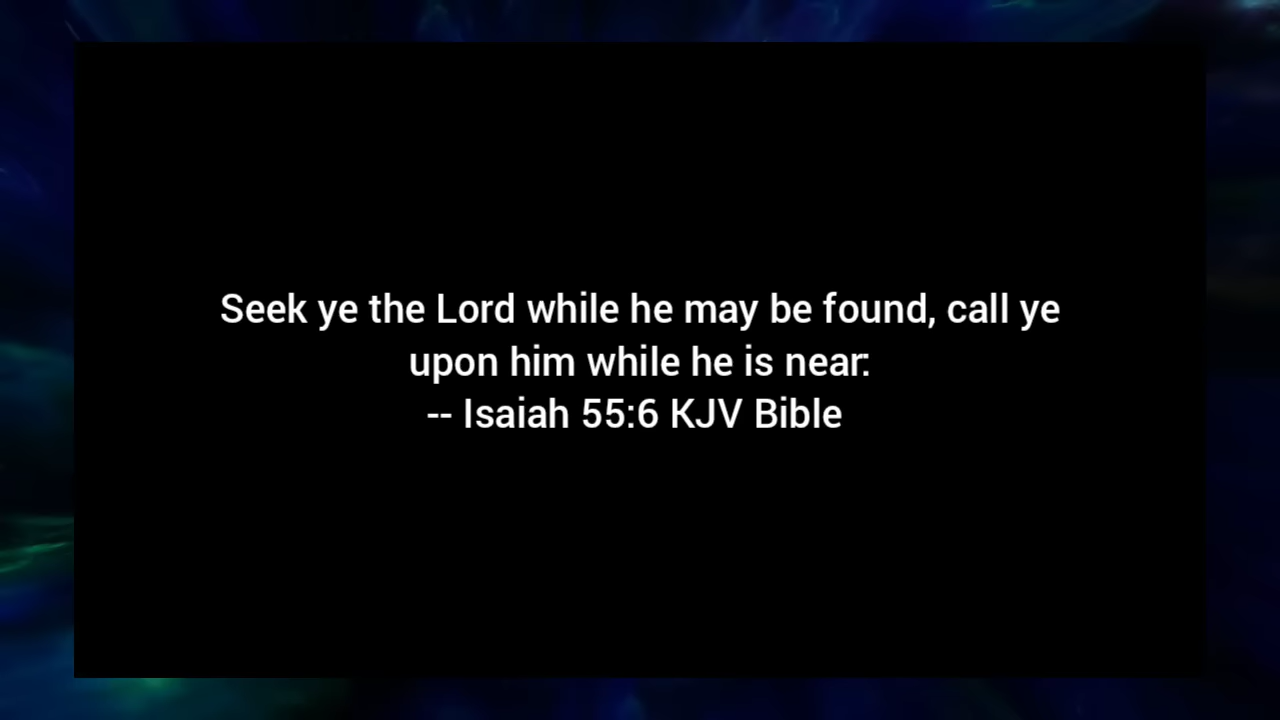 Seek ye the Lord while he may be found, call ye
upon him while he is near:
-- Isaiah 55:6 KJV Bible